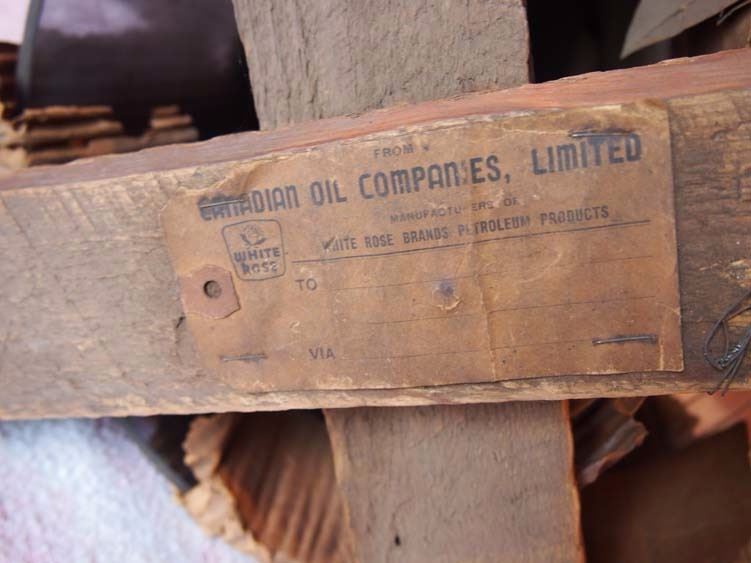 FROM
CANADIAN OIL COMPANIES, LIMITED
MANUFACTURERS OF
WHITE ROSE BRANDS PETROLEUM PRODUCTS
WHITE
ROSE
TO
VIA